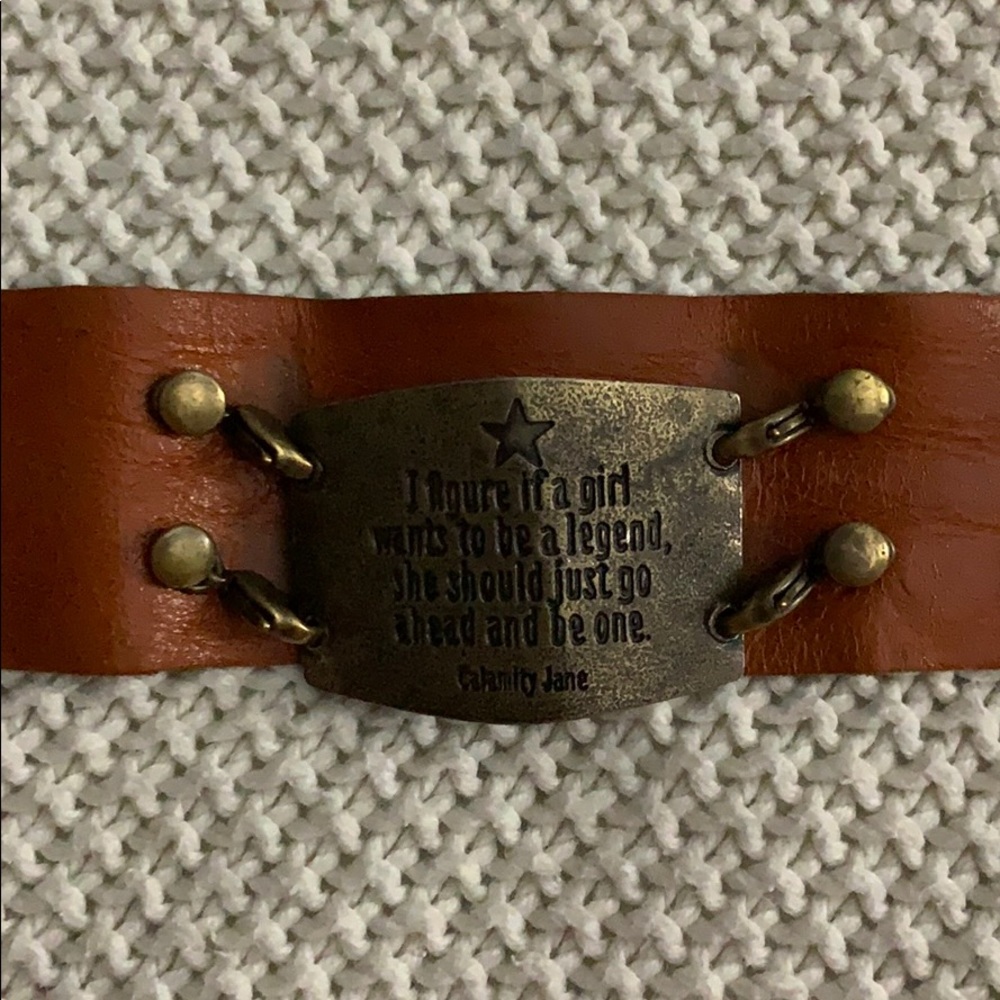 I figure if a girl
wants to be a legend,
she should just go
ahead and be one.
Calamity Jane